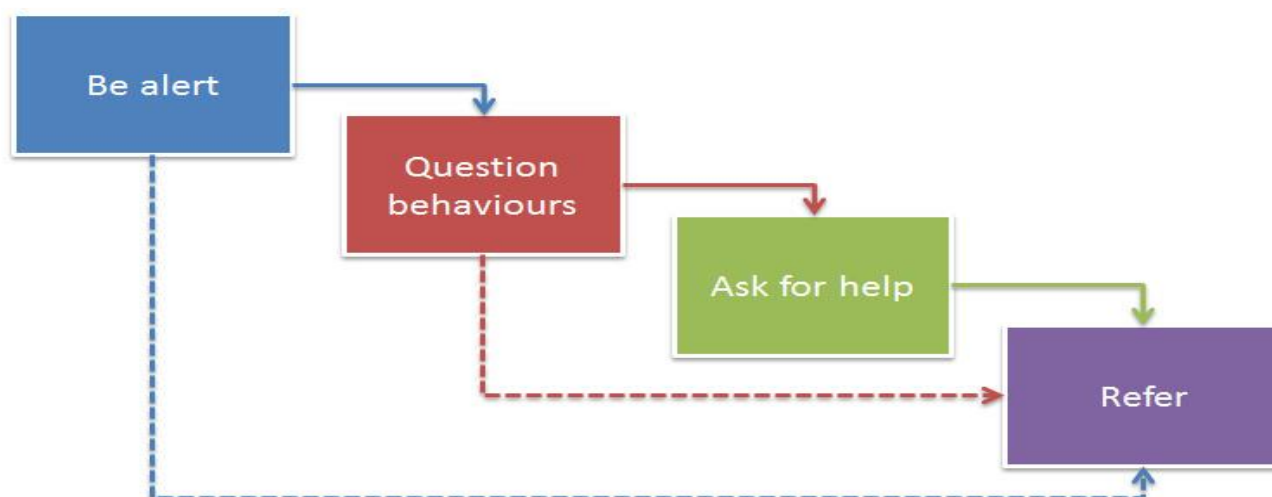 Be alert
Question
behaviours
Ask for help
Refer